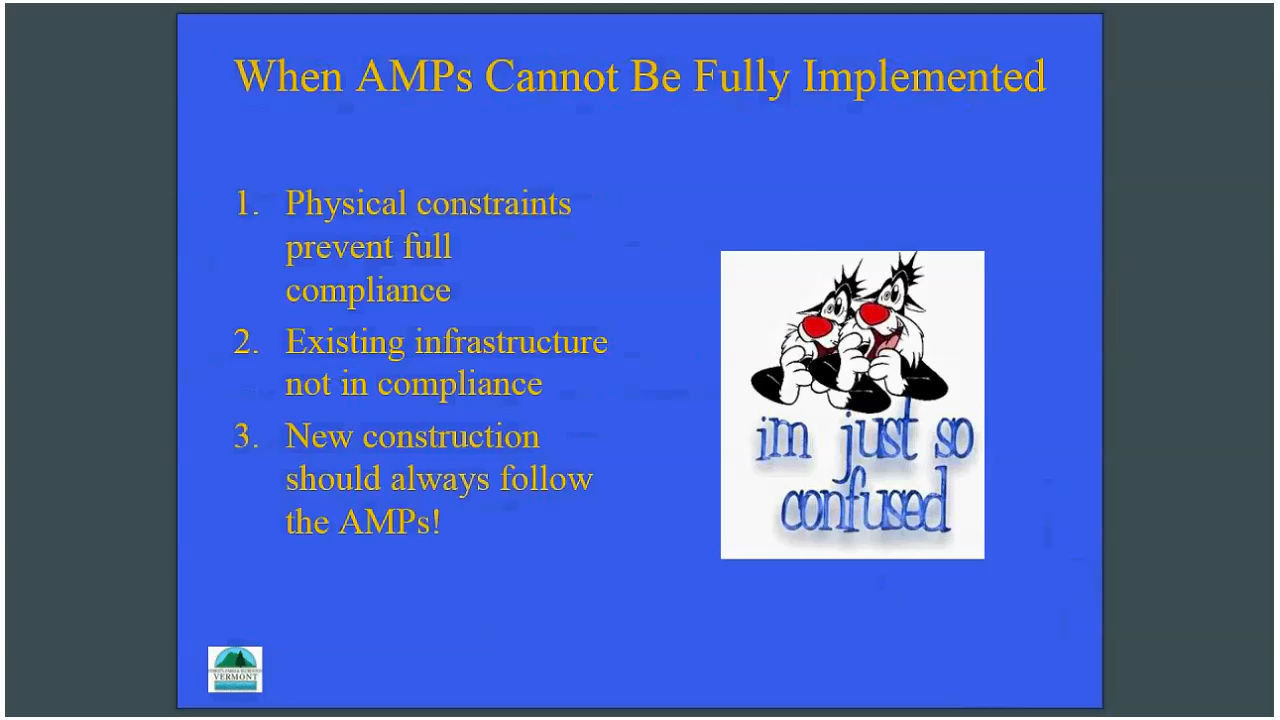 When AMPs Cannot Be Fully Implemented
1. Physical constraints
prevent full
compliance
2. Existing infrastructure
not in compliance
3. New construction
should always follow
the AMPs!
im just so
confused
VERMONT